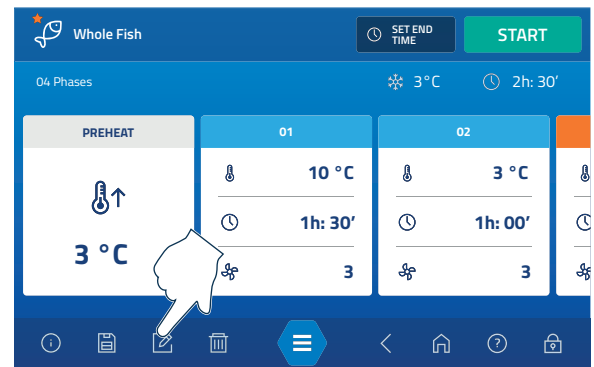 Whole Fish
SET END
TIME
START
04 Phases
3°C
2h: 30’
PREHEAT
01
02
10 °C
3 °C
1h: 30’
1h: 00’
3 °C
3
3